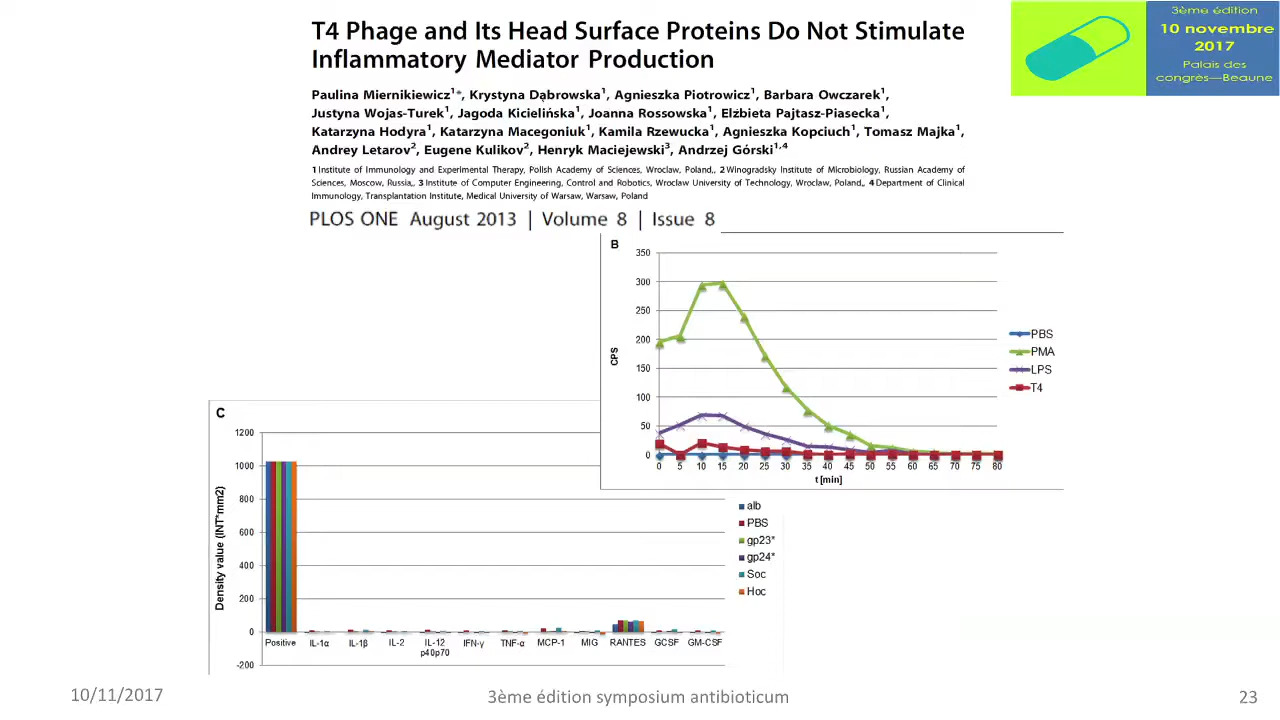 T4 Phage and Its Head Surface Proteins Do Not Stimulate
Inflammatory Mediator Production
3ème édition
10 novembre
2017
Palais des
congrès—Beaune
Paulina Miernikiewicz1*, Krystyna Dąbrowska1, Agnieszka Piotrowicz1, Barbara Owczarek1,
Justyna Wojas-Turek1, Jagoda Kicielińska1, Joanna Rossowska1, Elżbieta Pajtasz-Piasecka1,
Katarzyna Hodyra1, Katarzyna Macegoniuk1, Kamila Rzewucka1, Agnieszka Kopciuch1, Tomasz Majka1,
Andrey Letarov2, Eugene Kulikov2, Henryk Maciejewski3, Andrzej Górski1,4
1 Institute of Immunology and Experimental Therapy, Polish Academy of Sciences, Wroclaw, Poland,, 2 Winogradsky Institute of Microbiology, Russian Academy of
Sciences, Moscow, Russia,, 3 Institute of Computer Engineering, Control and Robotics, Wroclaw University of Technology, Wroclaw, Poland,, 4 Department of Clinical
Immunology, Transplantation Institute, Medical University of Warsaw, Warsaw, Poland
PLOS ONE August 2013 | Volume 8 | Issue 8
B
350
300
250
200
150
100
50
0
CPS
0 5 10 15 20 25 30 35 40 45 50 55 60 65 70 75 80
t [min]
PBS
PMA
LPS
T4
C
1200
1000
800
600
400
200
0
-200
Density value (INT*mm2)
Positive IL-1α IL-1β IL-2 IL-12 IFN-γ TNF-α MCP-1 MIG RANTES GCSF GM-CSF
p40p70
alb
PBS
gp23*
gp24*
Soc
Hoc
10/11/2017
3ème édition symposium antibioticum
23